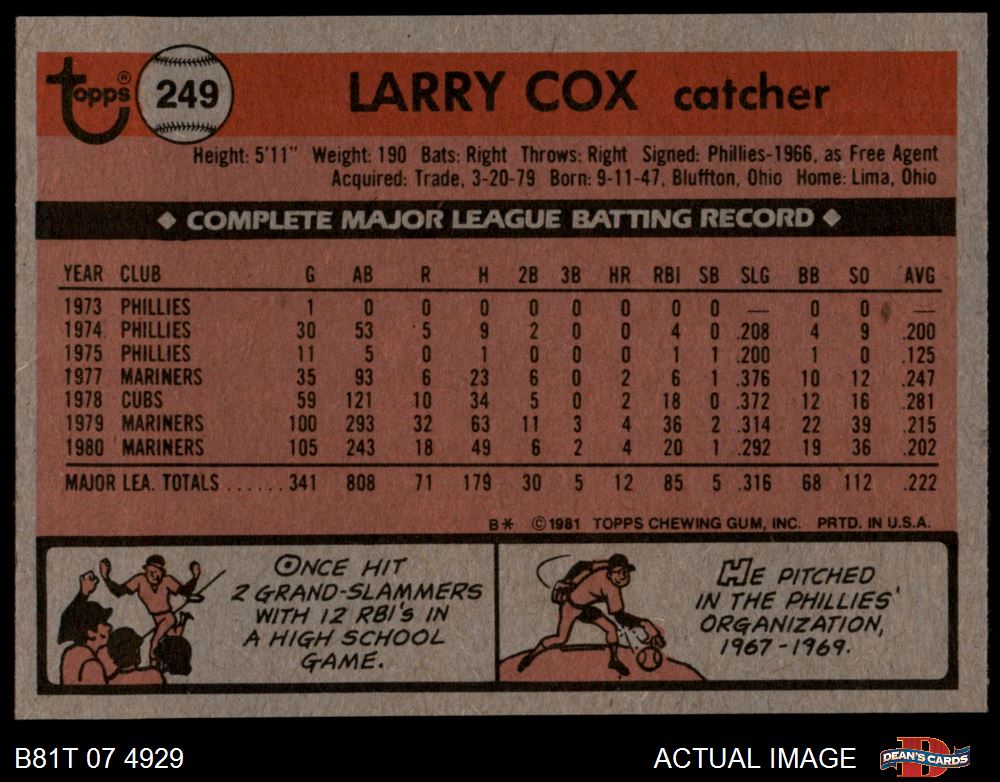 topps® 249 LARRY COX catcher
Height: 5'11" Weight: 190 Bats: Right Throws: Right Signed: Phillies-1966, as Free Agent
Acquired: Trade, 3-20-79 Born: 9-11-47, Bluffton, Ohio Home: Lima, Ohio
◆ COMPLETE MAJOR LEAGUE BATTING RECORD ◆
YEAR CLUB G AB R H 2B 3B HR RBI SB SLG BB SO AVG
1973 PHILLIES 1 0 0 0 0 0 0 0 0 — 0 0 —
1974 PHILLIES 30 53 5 9 2 0 0 4 0 .208 4 9 .200
1975 PHILLIES 11 5 0 1 0 0 0 1 1 .200 1 0 .125
1977 MARINERS 35 93 6 23 6 0 2 6 1 .376 10 12 .247
1978 CUBS 59 121 10 34 5 0 2 18 0 .372 12 16 .281
1979 MARINERS 100 293 32 63 11 3 4 36 2 .314 22 39 .215
1980 MARINERS 105 243 18 49 6 2 4 20 1 .292 19 36 .202
MAJOR LEA. TOTALS ...... 341 808 71 179 30 5 12 85 5 .316 68 112 .222
B* ©1981 TOPPS CHEWING GUM, INC. PRTD. IN U.S.A.
ONCE HIT
2 GRAND-SLAMMERS
WITH 12 RBI'S IN
A HIGH SCHOOL
GAME.
HE PITCHED
IN THE PHILLIES'
ORGANIZATION,
1967-1969.
B81T 07 4929 ACTUAL IMAGE DEAN'S CARDS